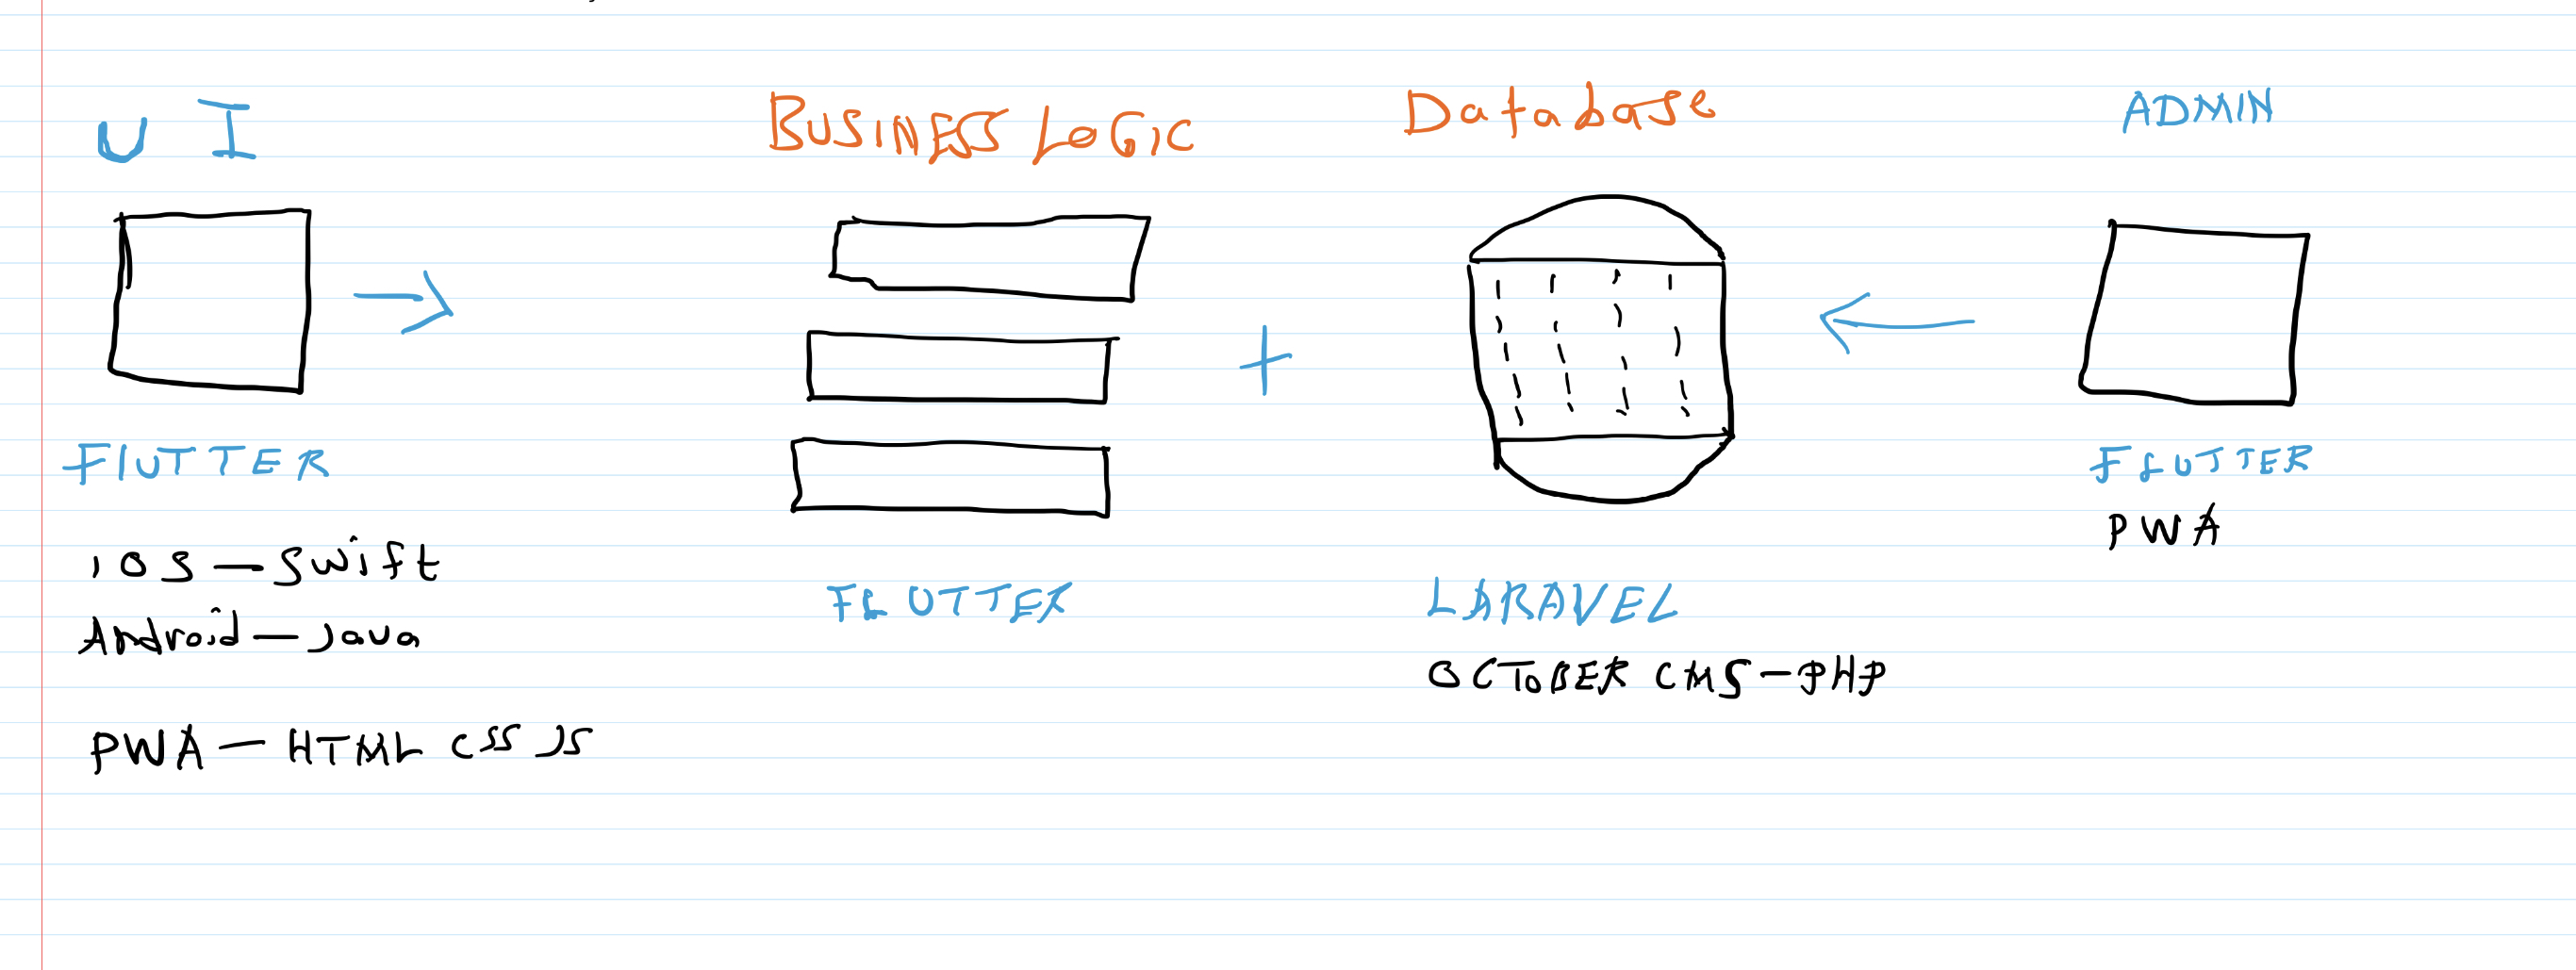 UI
BUSINESS LOGIC
Database
ADMIN
FlUTTER
iOS — Swift
Android — Java
PWA — HTML CSS JS
FLUTTER
LARAVEL
OCTOBER CMS — PHP
FLUTTER
PWA